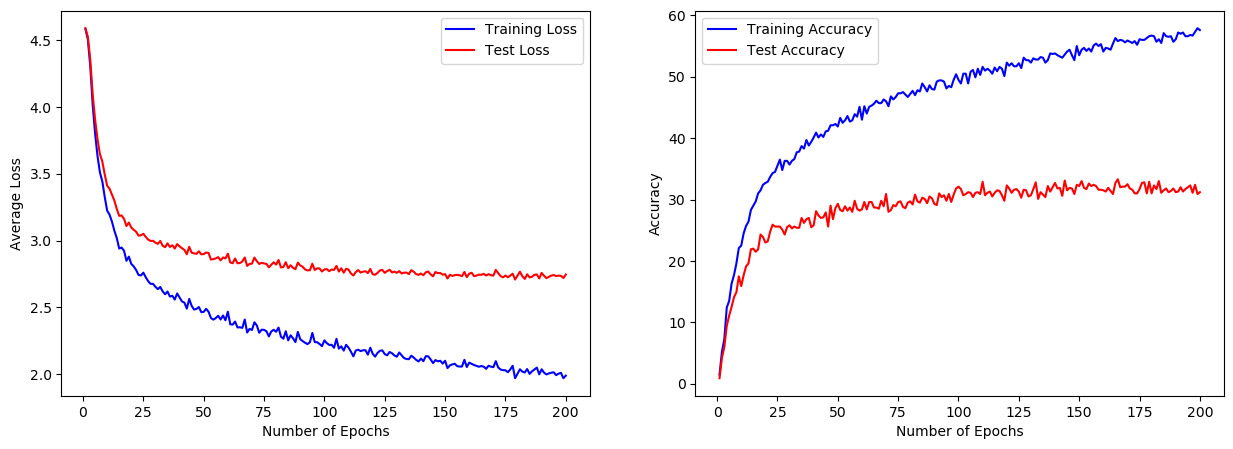 4.5
4.0
3.5
3.0
2.5
2.0
Average Loss
0 25 50 75 100 125 150 175 200
Number of Epochs
Training Loss
Test Loss
60
50
40
30
20
10
0
Accuracy
0 25 50 75 100 125 150 175 200
Number of Epochs
Training Accuracy
Test Accuracy